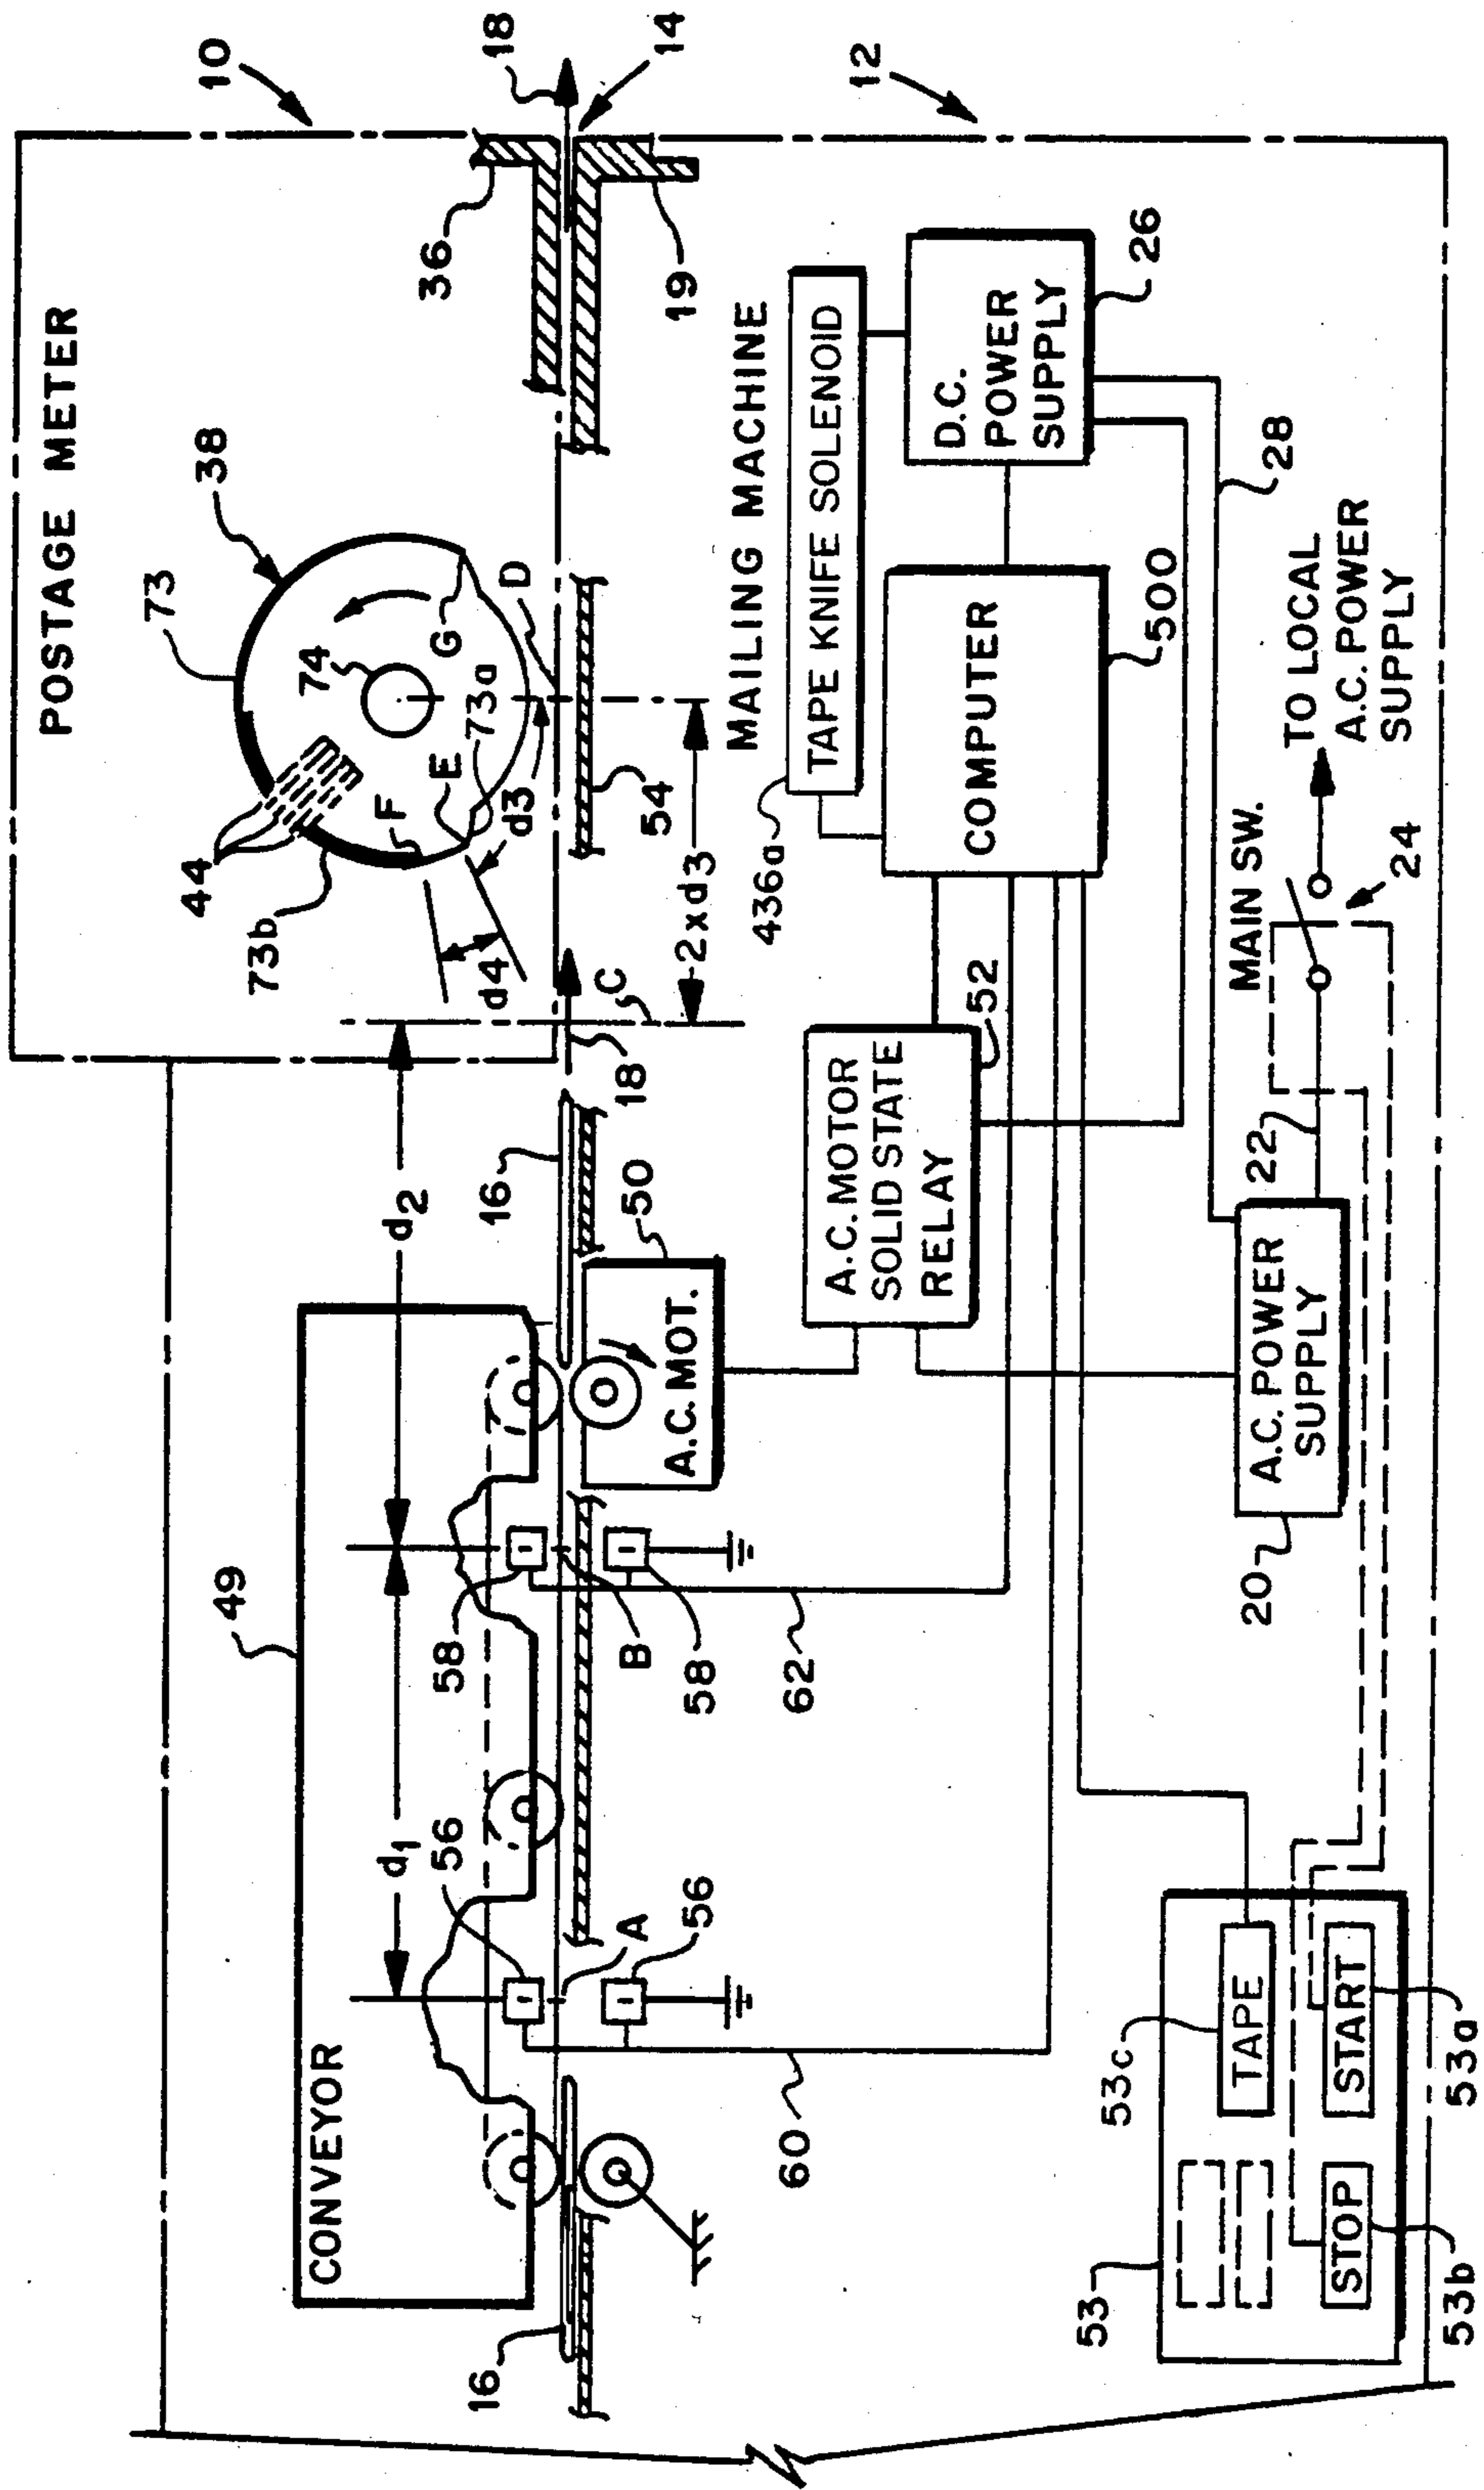 POSTAGE METER
10
18
14
12
36
19
38
73
74
G
D
73a
E
F
d3
44
73b
d4
54
2xd3
C
18
d2
16
50
A.C. MOT.
49
CONVEYOR
58
B
58
d1
56
A
56
16
60
62
MAILING MACHINE
TAPE KNIFE SOLENOID
436a
D.C.
POWER
SUPPLY
26
28
COMPUTER
500
52
A.C. MOTOR
SOLID STATE
RELAY
TO LOCAL
A.C. POWER
SUPPLY
MAIN SW.
24
22
A.C. POWER
SUPPLY
20
53
53c
TAPE
START
53a
STOP
53b